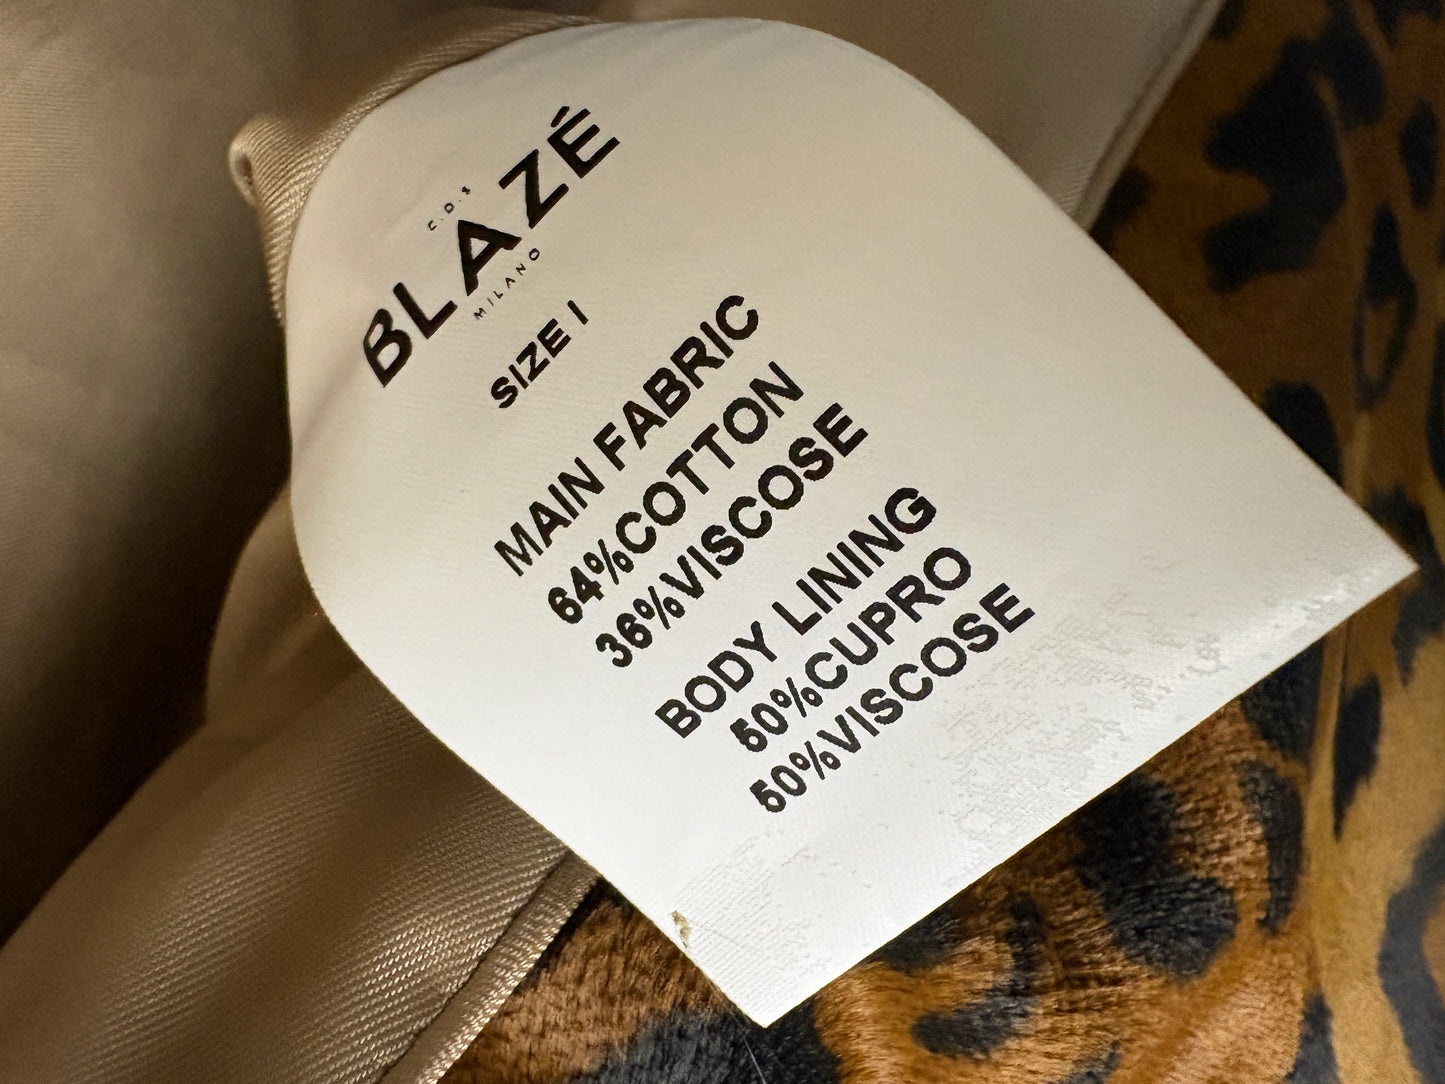 C.D.É
BLAZÉ
MILANO
SIZE I
MAIN FABRIC
64%COTTON
36%VISCOSE
BODY LINING
50%CUPRO
50%VISCOSE